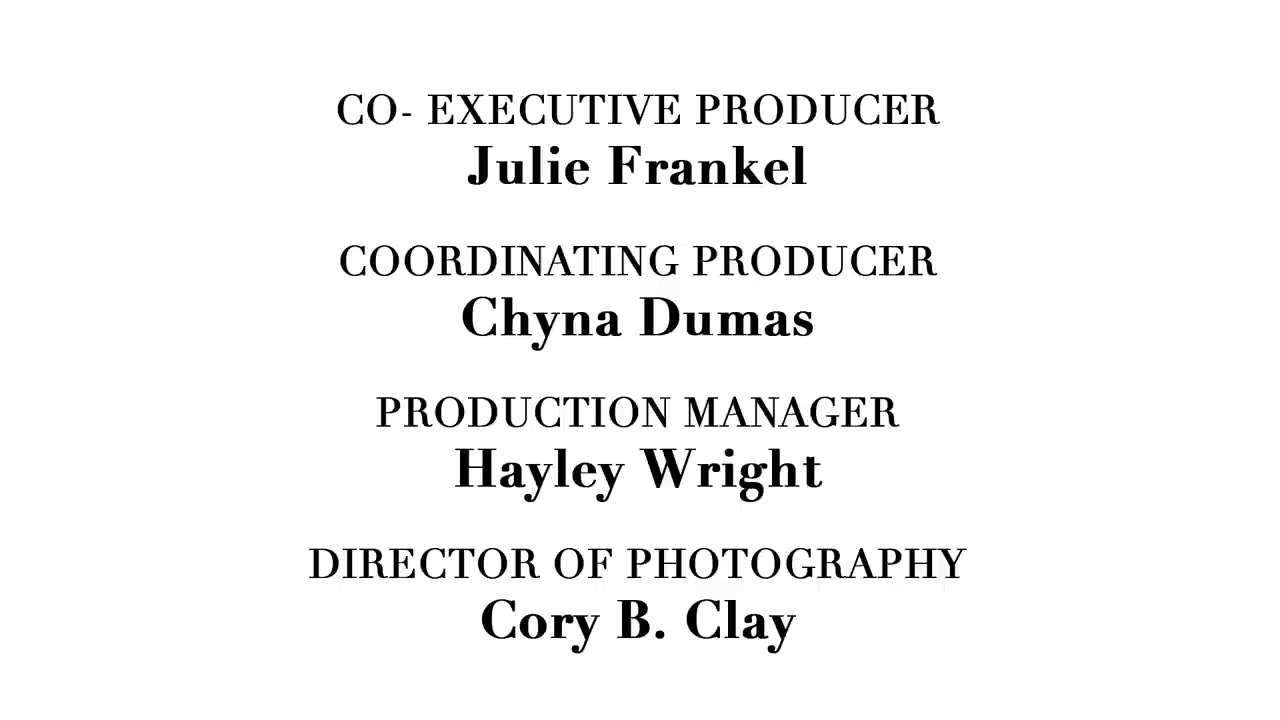 CO- EXECUTIVE PRODUCER
Julie Frankel
COORDINATING PRODUCER
Chyna Dumas
PRODUCTION MANAGER
Hayley Wright
DIRECTOR OF PHOTOGRAPHY
Cory B. Clay